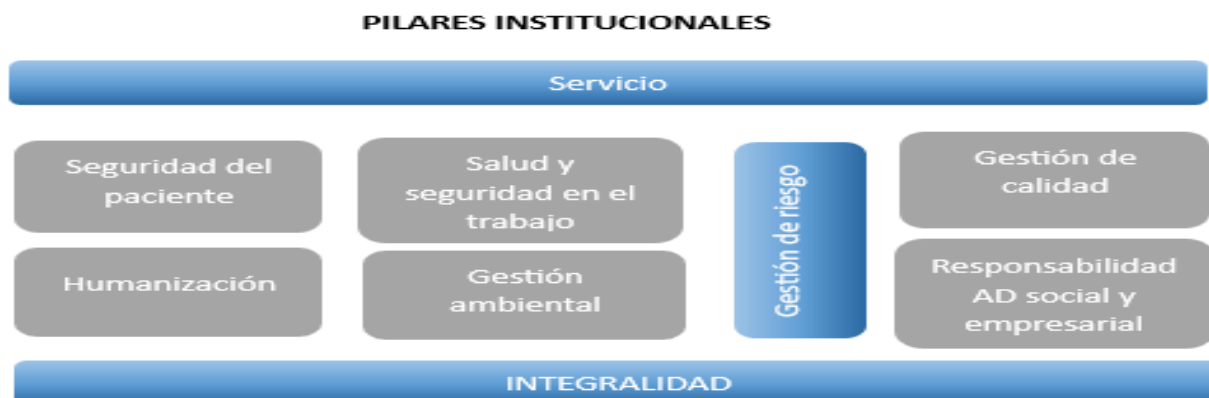 PILARES INSTITUCIONALES
Servicio
Seguridad del
paciente
Salud y
seguridad en el
trabajo
Gestión de riesgo
Gestión de
calidad
Humanización
Gestión
ambiental
Responsabilidad
AD social y
empresarial
INTEGRALIDAD